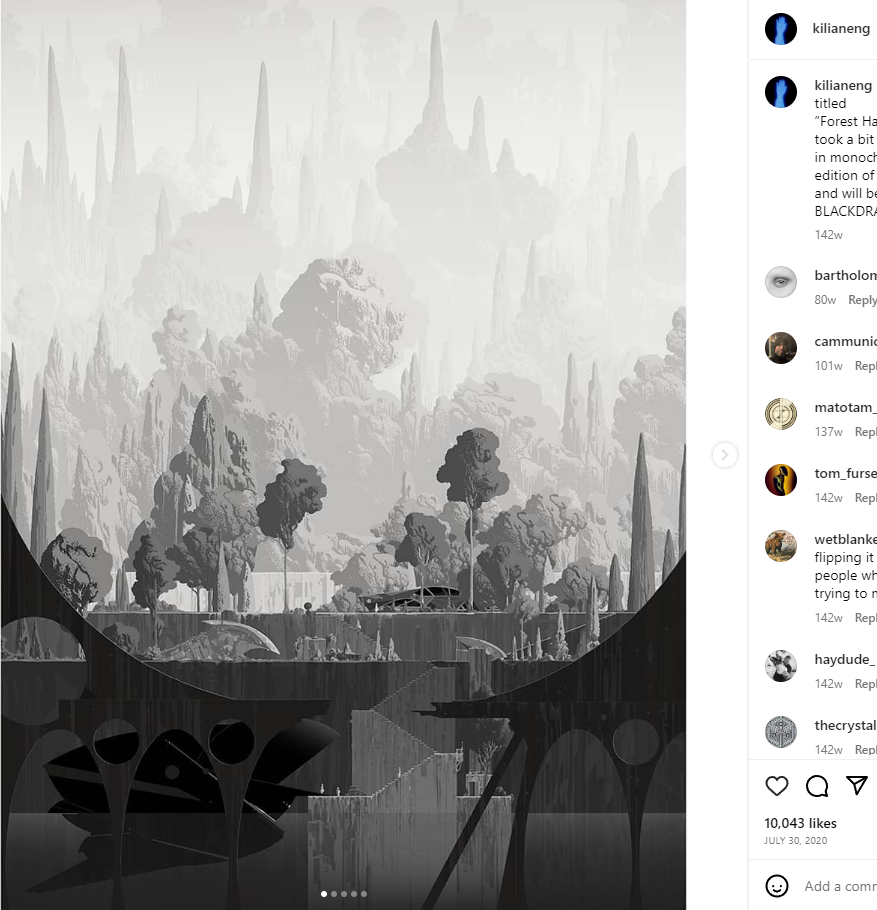 kilianeng
kilianeng
titled
"Forest Ha
took a bit
in monoch
edition of
and will be
BLACKDRA
142w
bartholom
80w Reply
cammunic
101w Repl
matotam_
137w Repl
tom_furse
142w Repl
wetblanke
flipping it
people wh
trying to m
142w Repl
haydude_
142w Repl
thecrystal
142w Repl
10,043 likes
JULY 30, 2020
Add a comm